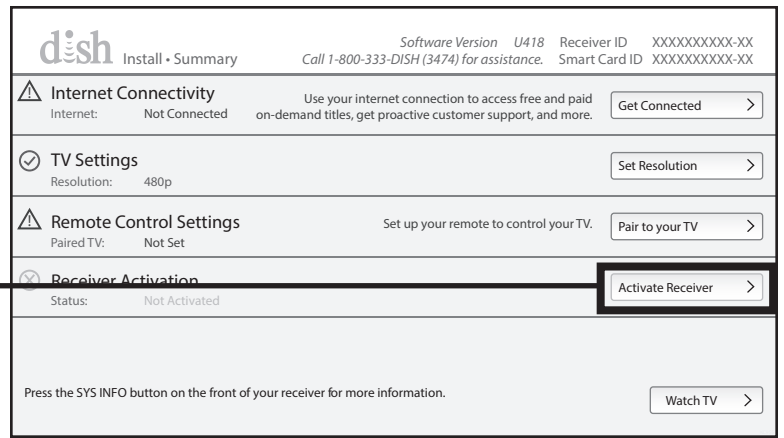 dish Install • Summary
Software Version U418 Receiver ID XXXXXXXXXX-XX
Call 1-800-333-DISH (3474) for assistance. Smart Card ID XXXXXXXXXX-XX
Internet Connectivity
Internet: Not Connected
Use your internet connection to access free and paid
on-demand titles, get proactive customer support, and more.
Get Connected
TV Settings
Resolution: 480p
Set Resolution
Remote Control Settings
Paired TV: Not Set
Set up your remote to control your TV.
Pair to your TV
Receiver Activation
Status: Not Activated
Activate Receiver
Press the SYS INFO button on the front of your receiver for more information.
Watch TV